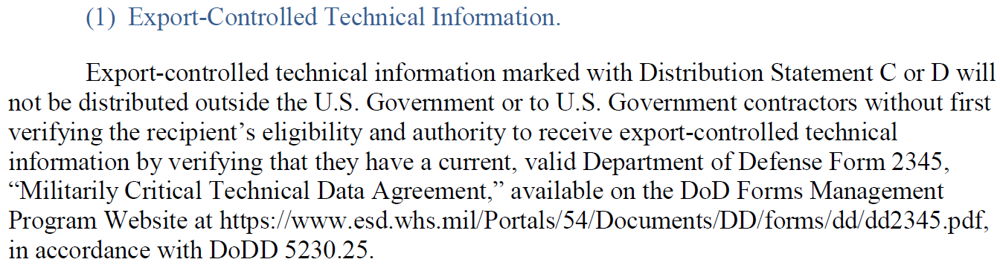 (1) Export-Controlled Technical Information.
Export-controlled technical information marked with Distribution Statement C or D will
not be distributed outside the U.S. Government or to U.S. Government contractors without first
verifying the recipient’s eligibility and authority to receive export-controlled technical
information by verifying that they have a current, valid Department of Defense Form 2345,
“Militarily Critical Technical Data Agreement,” available on the DoD Forms Management
Program Website at https://www.esd.whs.mil/Portals/54/Documents/DD/forms/dd/dd2345.pdf,
in accordance with DoDD 5230.25.